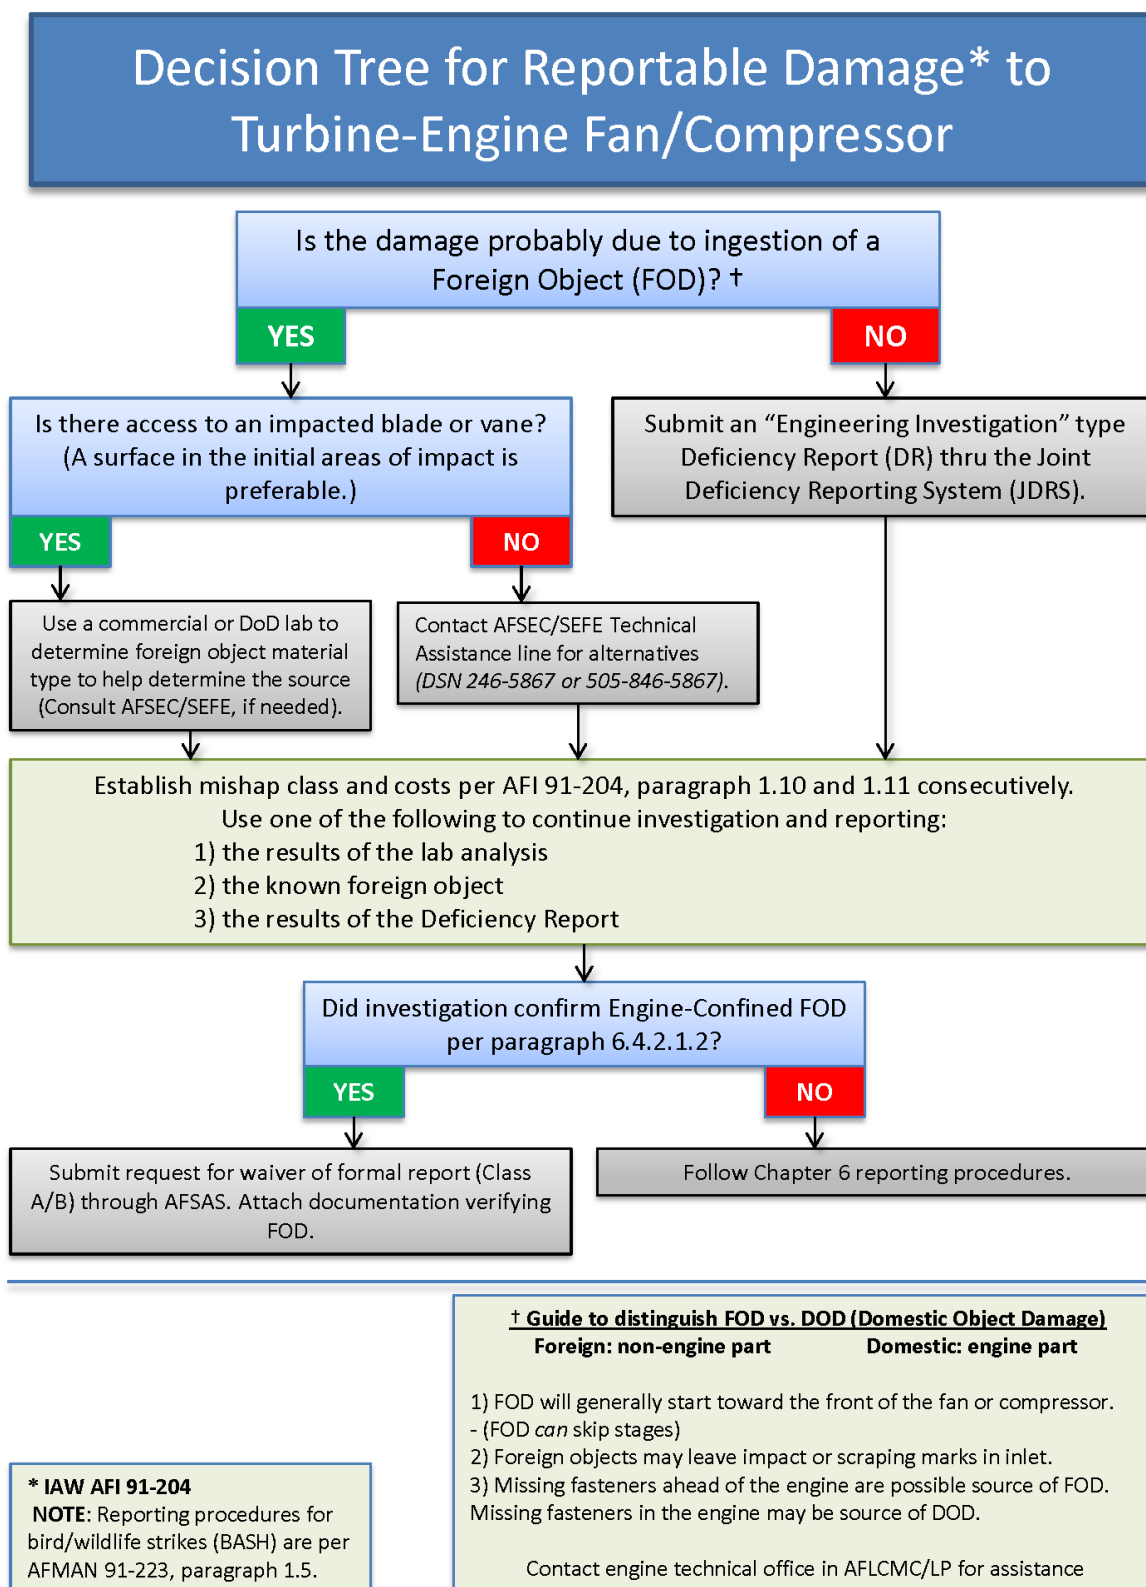 Decision Tree for Reportable Damage* to
Turbine-Engine Fan/Compressor
Is the damage probably due to ingestion of a
Foreign Object (FOD)? †
YES
NO
Is there access to an impacted blade or vane?
(A surface in the initial areas of impact is
preferable.)
YES
NO
Submit an “Engineering Investigation” type
Deficiency Report (DR) thru the Joint
Deficiency Reporting System (JDRS).
Use a commercial or DoD lab to
determine foreign object material
type to help determine the source
(Consult AFSEC/SEFE, if needed).
Contact AFSEC/SEFE Technical
Assistance line for alternatives
(DSN 246-5867 or 505-846-5867).
Establish mishap class and costs per AFI 91-204, paragraph 1.10 and 1.11 consecutively.
Use one of the following to continue investigation and reporting:
1) the results of the lab analysis
2) the known foreign object
3) the results of the Deficiency Report
Did investigation confirm Engine-Confined FOD
per paragraph 6.4.2.1.2?
YES
NO
Submit request for waiver of formal report (Class
A/B) through AFSAS. Attach documentation verifying
FOD.
Follow Chapter 6 reporting procedures.
* IAW AFI 91-204
NOTE: Reporting procedures for
bird/wildlife strikes (BASH) are per
AFMAN 91-223, paragraph 1.5.
† Guide to distinguish FOD vs. DOD (Domestic Object Damage)
Foreign: non-engine part Domestic: engine part
1) FOD will generally start toward the front of the fan or compressor.
- (FOD can skip stages)
2) Foreign objects may leave impact or scraping marks in inlet.
3) Missing fasteners ahead of the engine are possible source of FOD.
Missing fasteners in the engine may be source of DOD.
Contact engine technical office in AFLCMC/LP for assistance